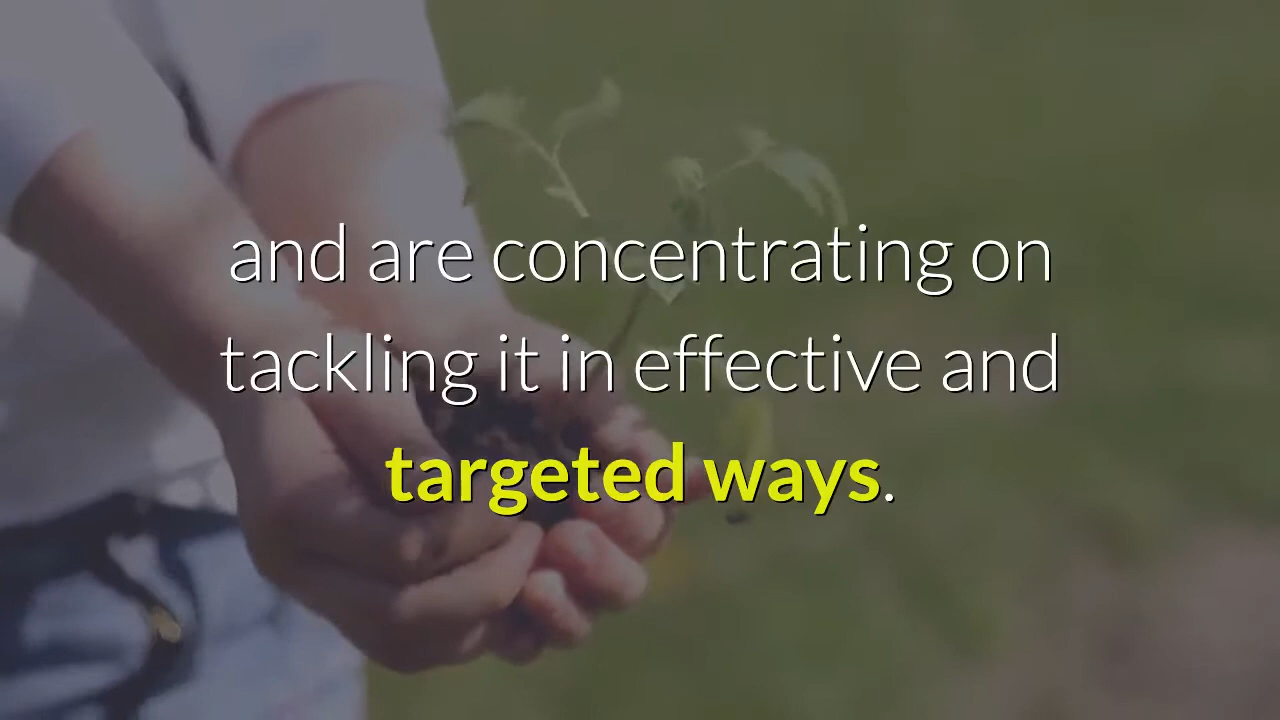 and are concentrating on
tackling it in effective and
targeted ways.